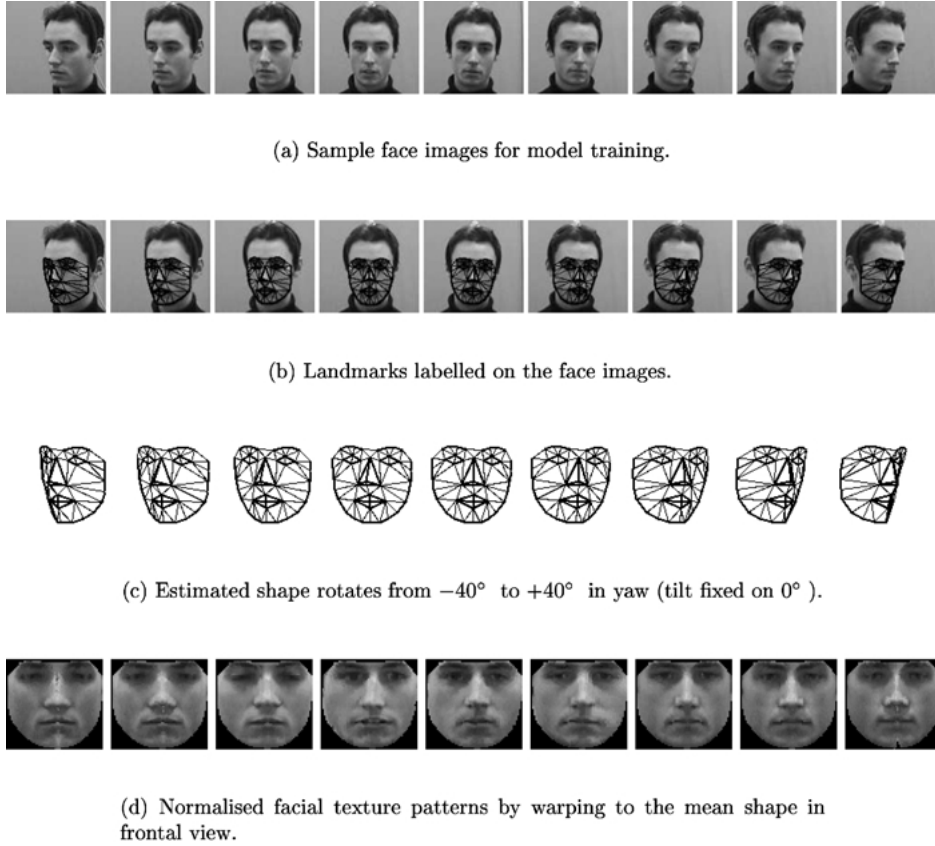 (a) Sample face images for model training.
(b) Landmarks labelled on the face images.
(c) Estimated shape rotates from −40° to +40° in yaw (tilt fixed on 0° ).
(d) Normalised facial texture patterns by warping to the mean shape in
frontal view.